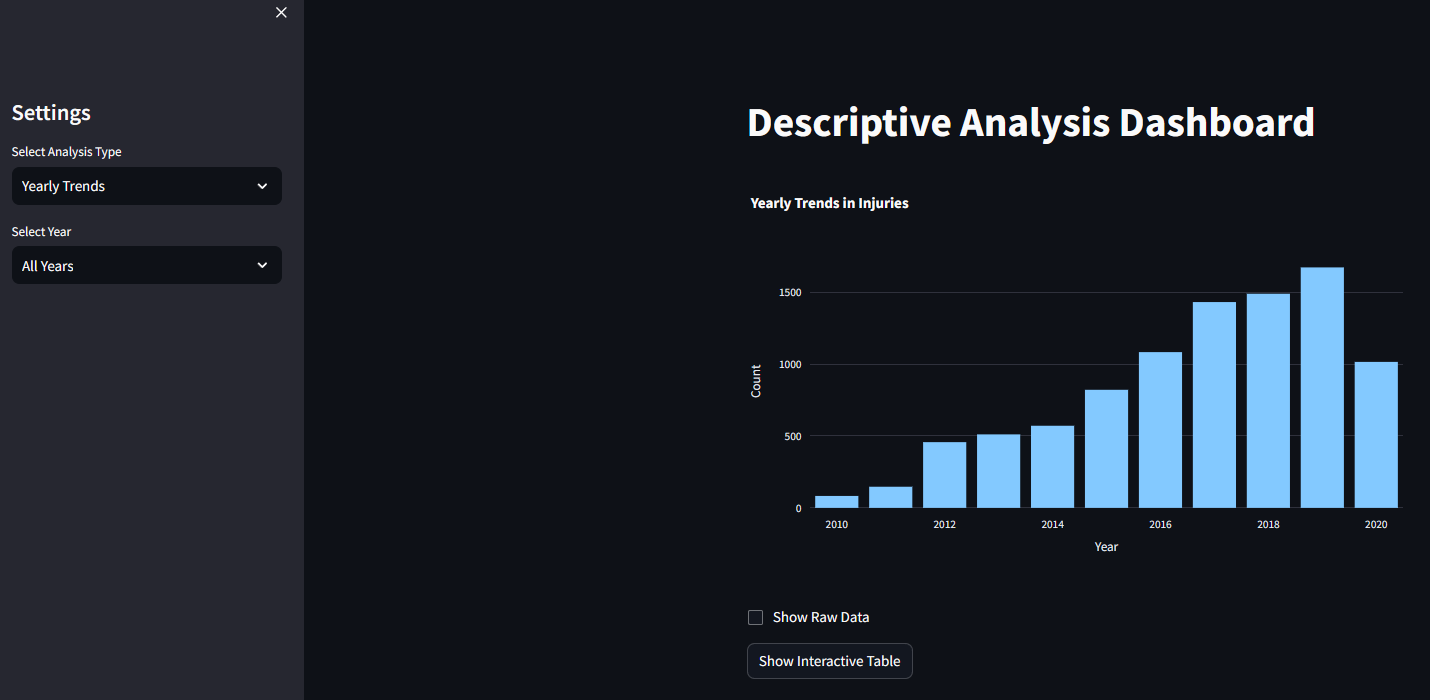 Settings
Select Analysis Type
Yearly Trends
Select Year
All Years
Descriptive Analysis Dashboard
Yearly Trends in Injuries
1500
1000
500
0
Count
2010 2012 2014 2016 2018 2020
Year
Show Raw Data
Show Interactive Table